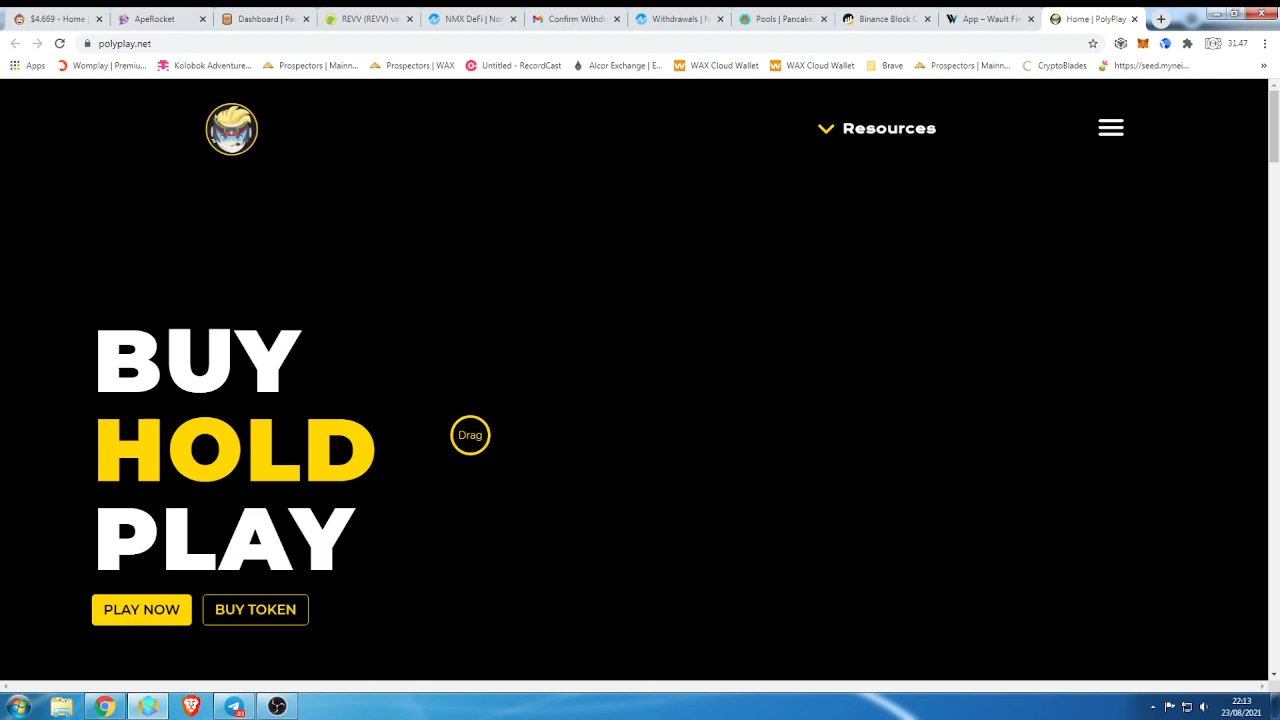 $4.669 - Home |
ApeRocket
Dashboard | Pa
REVV (REVV) va
NMX DeFi | No
Confirm Withdr
Withdrawals | N
Pools | Pancake
Binance Block
App – Wault Fi
Home | PolyPlay
polyplay.net
31.47
Apps
Womplay | Premiu...
Kolobok Adventure...
Prospectors | Mainn...
Prospectors | WAX
Untitled - RecordCast
Alcor Exchange | E...
WAX Cloud Wallet
WAX Cloud Wallet
Brave
Prospectors | Mainn...
CryptoBlades
https://seed.mynei...
»
Resources
BUY
HOLD
Drag
PLAY
PLAY NOW
BUY TOKEN
22:13
23/08/2021